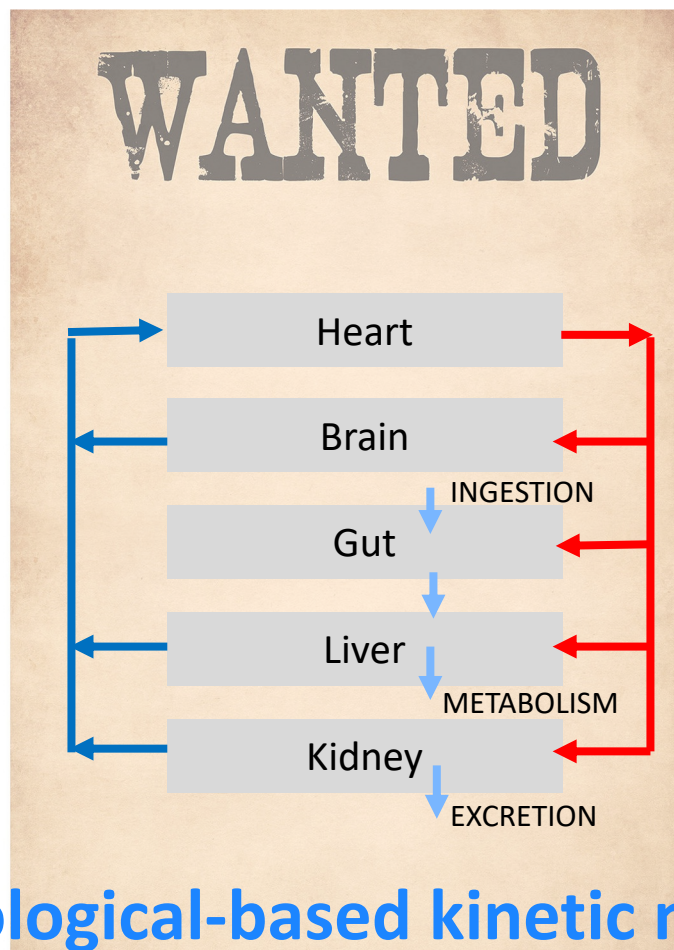 WANTED
Heart
Brain
INGESTION
Gut
Liver
METABOLISM
Kidney
EXCRETION
ological-based kinetic